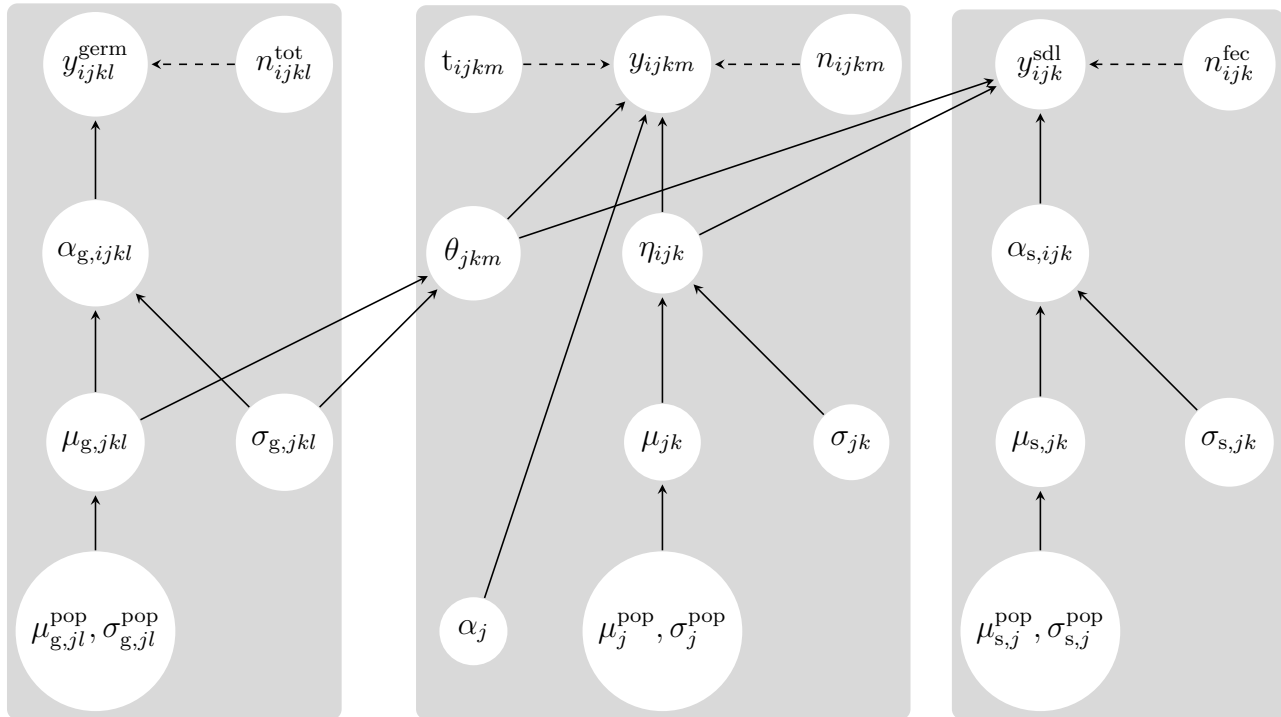 y_{ijkl}^{germ} n_{ijkl}^{tot} t_{ijkm} y_{ijkm} n_{ijkm} y_{ijk}^{sdl} n_{ijk}^{fec}
α_{g,ijkl} θ_{jkm} η_{ijk} α_{s,ijk}
μ_{g,jkl} σ_{g,jkl} μ_{jk} σ_{jk} μ_{s,jk} σ_{s,jk}
μ_{g,jl}^{pop}, σ_{g,jl}^{pop} α_j μ_j^{pop}, σ_j^{pop} μ_{s,j}^{pop}, σ_{s,j}^{pop}